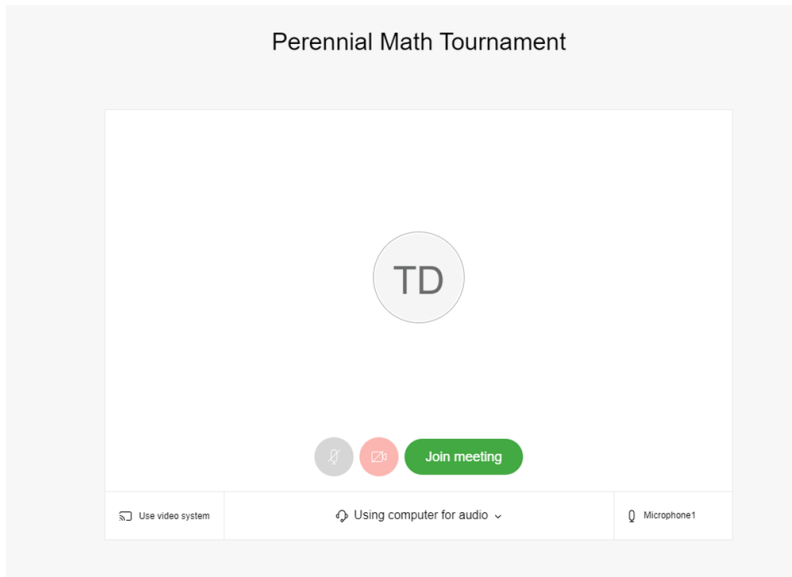 Perennial Math Tournament
TD
Join meeting
Use video system
Using computer for audio
Microphone1